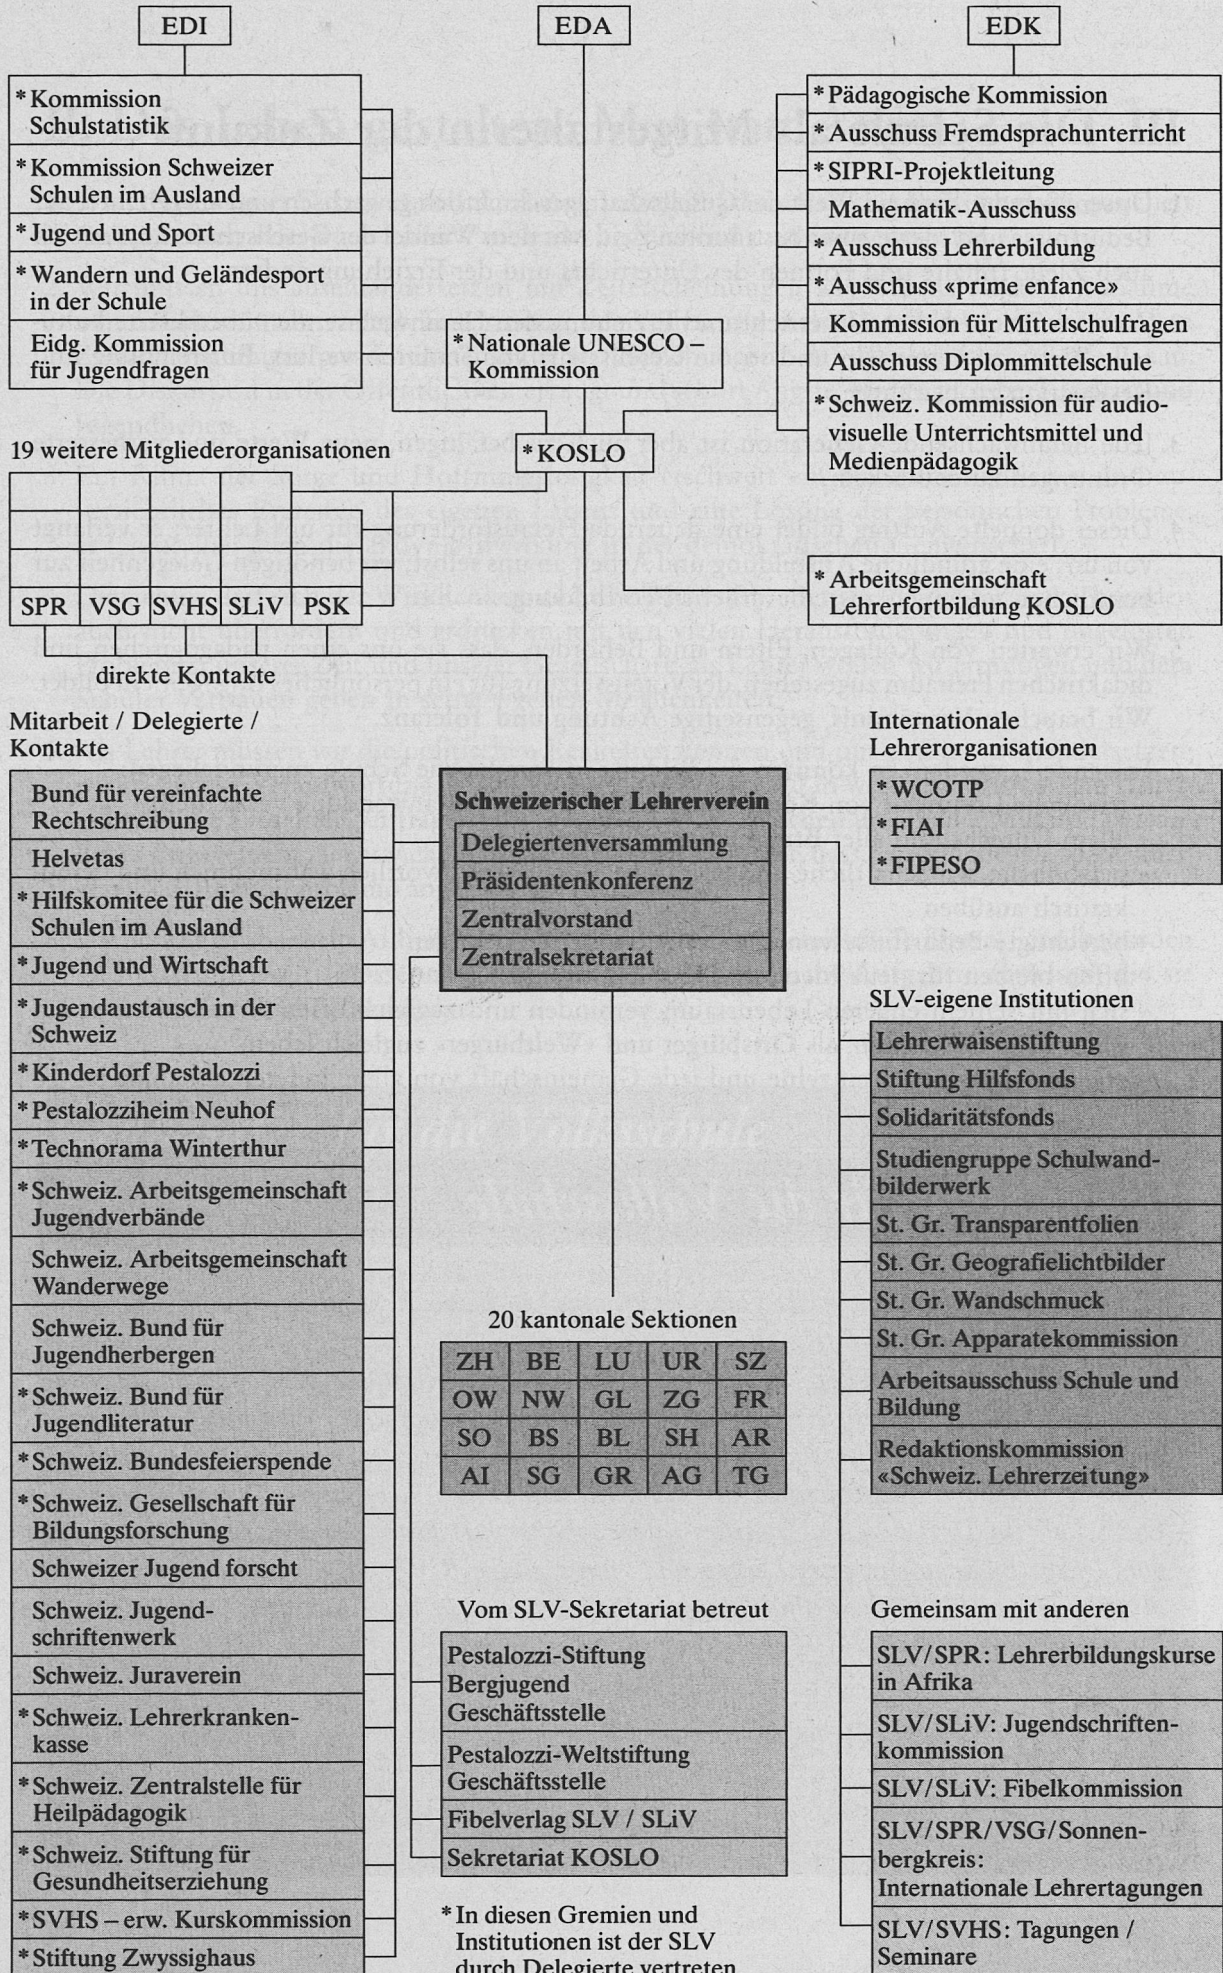 EDI
EDA
EDK
* Kommission
Schulstatistik
* Kommission Schweizer
Schulen im Ausland
* Jugend und Sport
* Wandern und Geländesport
in der Schule
Eidg. Kommission
für Jugendfragen
* Nationale UNESCO –
Kommission
* KOSLO
* Pädagogische Kommission
* Ausschuss Fremdsprachunterricht
* SIPRI-Projektleitung
Mathematik-Ausschuss
* Ausschuss Lehrerbildung
* Ausschuss «prime enfance»
Kommission für Mittelschulfragen
Ausschuss Diplommittelschule
* Schweiz. Kommission für audio-
visuelle Unterrichtsmittel und
Medienpädagogik
* Arbeitsgemeinschaft
Lehrerfortbildung KOSLO
19 weitere Mitgliederorganisationen
SPR VSG SVHS SLiV PSK
direkte Kontakte
Mitarbeit / Delegierte /
Kontakte
Bund für vereinfachte
Rechtschreibung
Helvetas
* Hilfskomitee für die Schweizer
Schulen im Ausland
* Jugend und Wirtschaft
* Jugendaustausch in der
Schweiz
* Kinderdorf Pestalozzi
* Pestalozziheim Neuhof
* Technorama Winterthur
* Schweiz. Arbeitsgemeinschaft
Jugendverbände
Schweiz. Arbeitsgemeinschaft
Wanderwege
Schweiz. Bund für
Jugendherbergen
* Schweiz. Bund für
Jugendliteratur
* Schweiz. Bundesfeierspende
* Schweiz. Gesellschaft für
Bildungsforschung
Schweizer Jugend forscht
Schweiz. Jugend-
schriftenwerk
Schweiz. Juraverein
* Schweiz. Lehrerkranken-
kasse
* Schweiz. Zentralstelle für
Heilpädagogik
* Schweiz. Stiftung für
Gesundheitserziehung
* SVHS – erw. Kurskommission
* Stiftung Zwyssighaus
Schweizerischer Lehrerverein
Delegiertenversammlung
Präsidentenkonferenz
Zentralvorstand
Zentralsekretariat
20 kantonale Sektionen
ZH BE LU UR SZ
OW NW GL ZG FR
SO BS BL SH AR
AI SG GR AG TG
Vom SLV-Sekretariat betreut
Pestalozzi-Stiftung
Bergjugend
Geschäftsstelle
Pestalozzi-Weltstiftung
Geschäftsstelle
Fibelverlag SLV / SLiV
Sekretariat KOSLO
* In diesen Gremien und
Institutionen ist der SLV
durch Delegierte vertreten
Internationale
Lehrerorganisationen
* WCOTP
* FIAI
* FIPESO
SLV-eigene Institutionen
Lehrerwaisenstiftung
Stiftung Hilfsfonds
Solidaritätsfonds
Studiengruppe Schulwand-
bilderwerk
St. Gr. Transparentfolien
St. Gr. Geografielichtbilder
St. Gr. Wandschmuck
St. Gr. Apparatekommission
Arbeitsausschuss Schule und
Bildung
Redaktionskommission
«Schweiz. Lehrerzeitung»
Gemeinsam mit anderen
SLV/SPR: Lehrerbildungskurse
in Afrika
SLV/SLiV: Jugendschriften-
kommission
SLV/SLiV: Fibelkommission
SLV/SPR/VSG/Sonnen-
bergkreis:
Internationale Lehrertagungen
SLV/SVHS: Tagungen /
Seminare